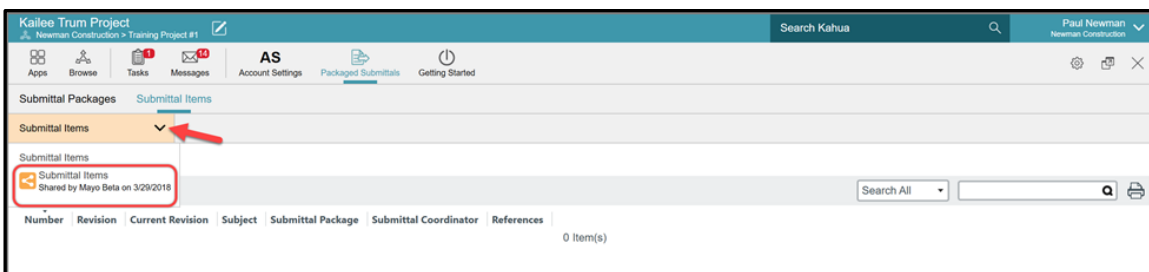 Kailee Trum Project
Newman Construction > Training Project #1
Search Kahua
Paul Newman
Newman Construction
Apps
Browse
1
Tasks
14
Messages
AS
Account Settings
Packaged Submittals
Getting Started
Submittal Packages Submittal Items
Submittal Items
Submittal Items
Submittal Items
Shared by Mayo Beta on 3/29/2018
Search All
Number Revision Current Revision Subject Submittal Package Submittal Coordinator References
0 Item(s)